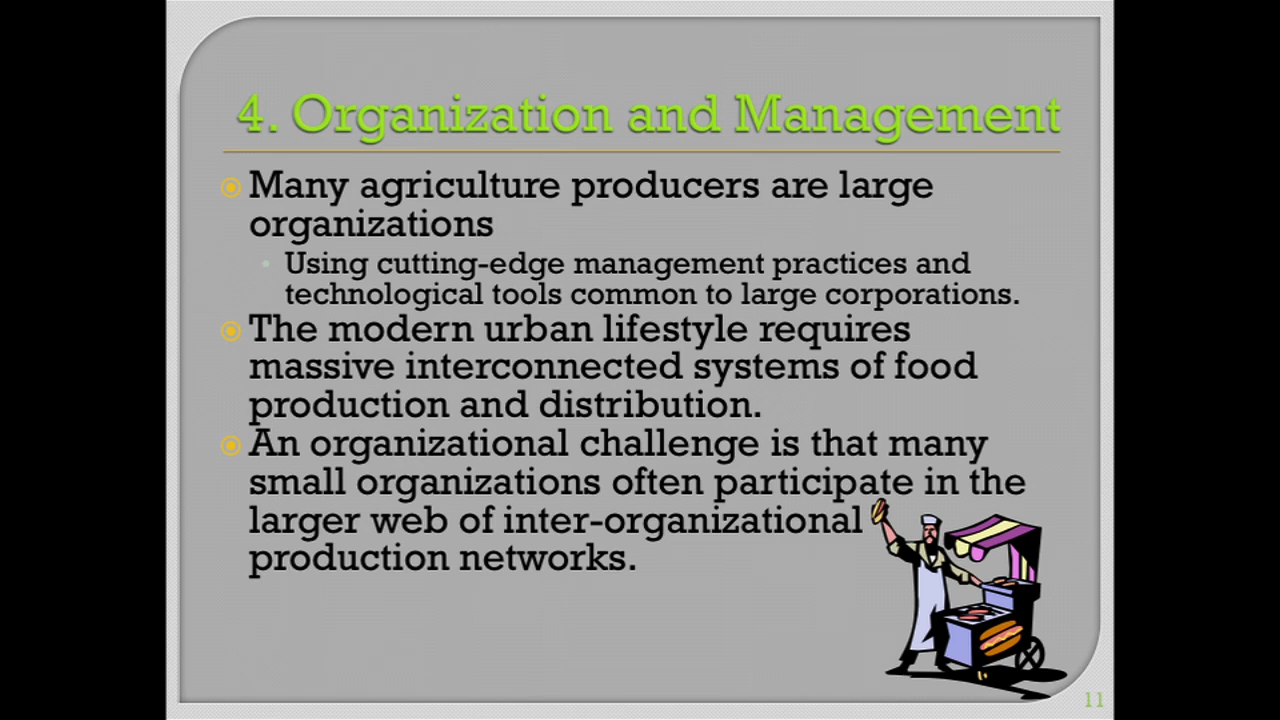 4. Organization and Management
Many agriculture producers are large
organizations
Using cutting-edge management practices and
technological tools common to large corporations.
The modern urban lifestyle requires
massive interconnected systems of food
production and distribution.
An organizational challenge is that many
small organizations often participate in the
larger web of inter-organizational
production networks.
11